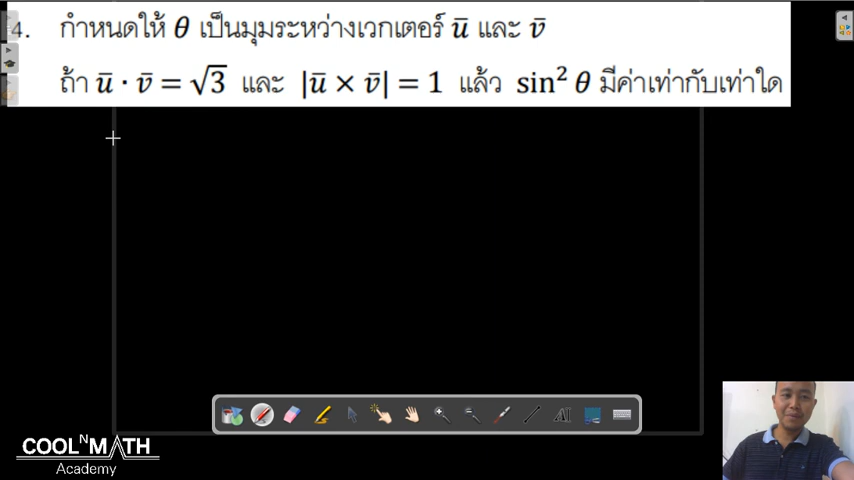 4. กำหนดให้ θ เป็นมุมระหว่างเวกเตอร์ ū และ v̄
ถ้า ū · v̄ = √3 และ |ū × v̄| = 1 แล้ว sin² θ มีค่าเท่ากับเท่าใด
COOL N MATH
Academy